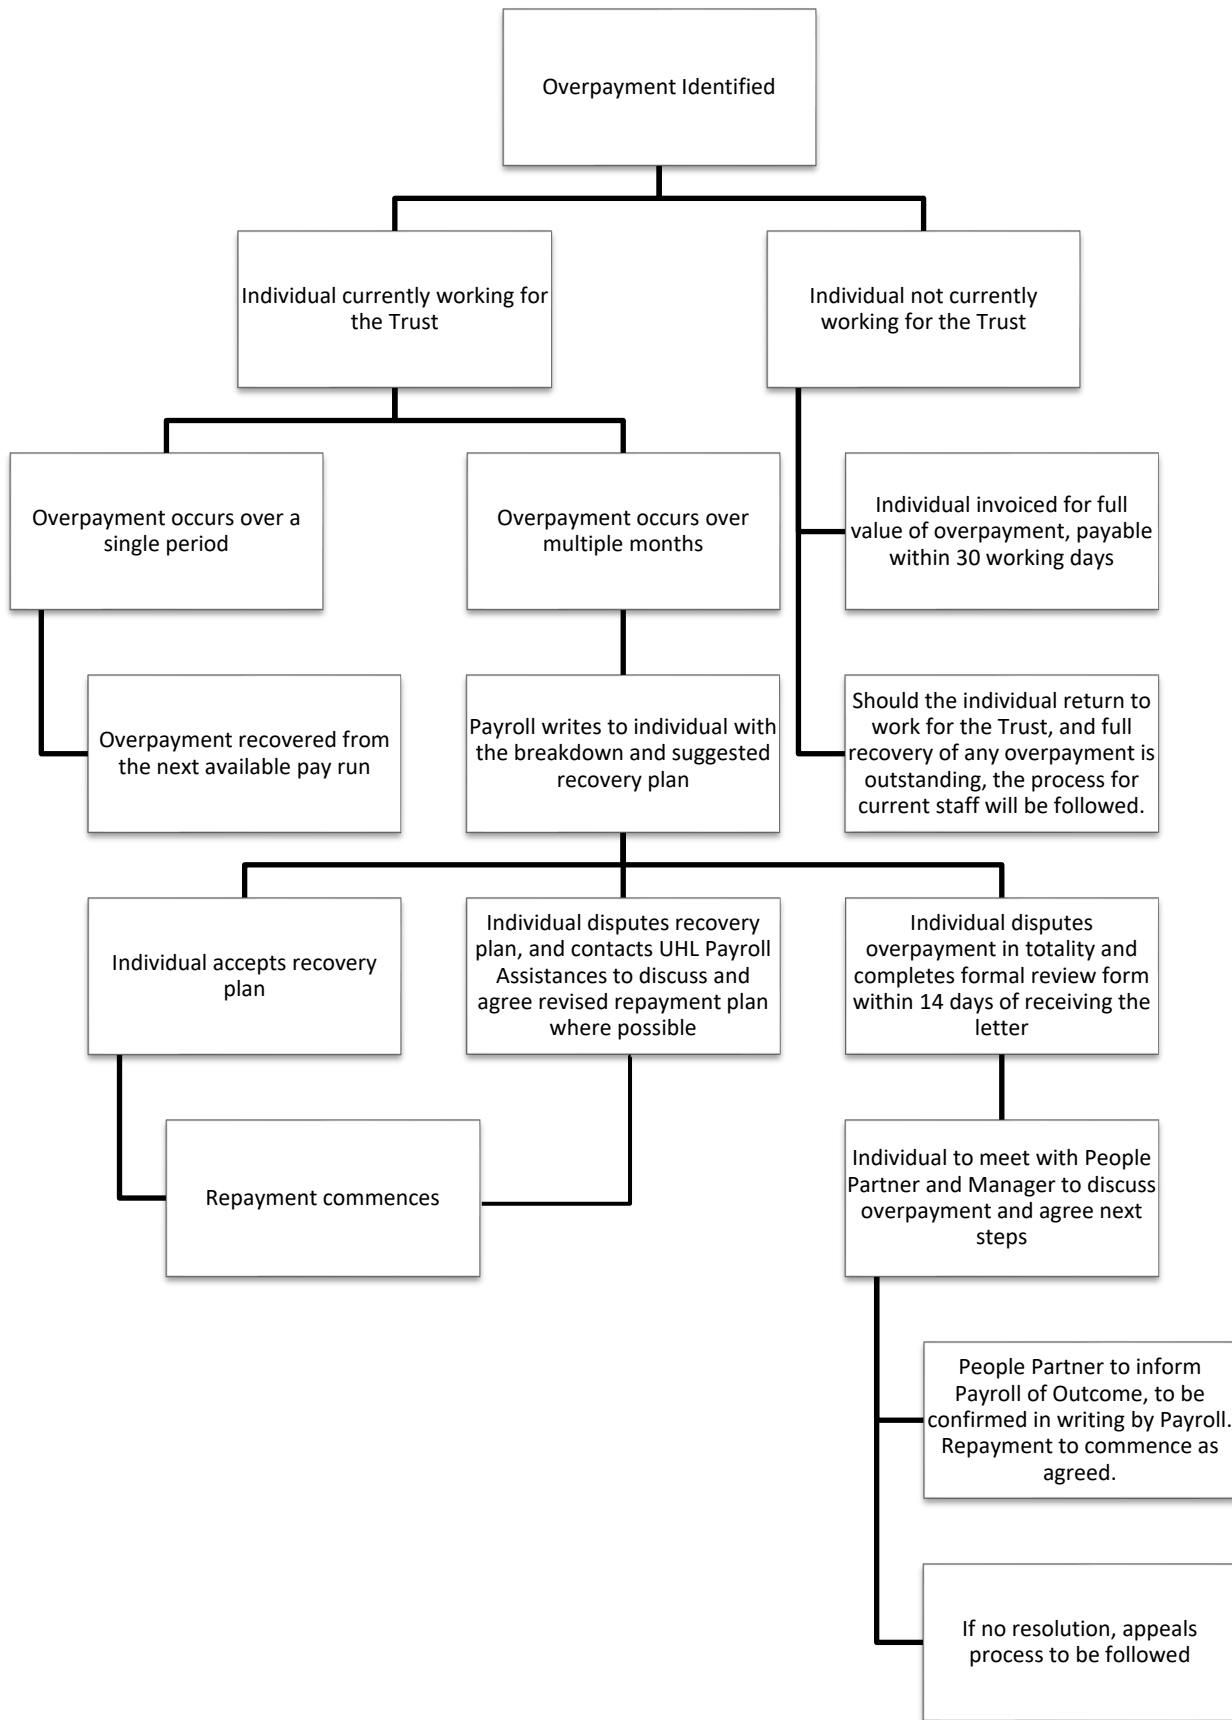 Overpayment Identified
Individual currently working for
the Trust
Individual not currently
working for the Trust
Overpayment occurs over a
single period
Overpayment occurs over
multiple months
Individual invoiced for full
value of overpayment, payable
within 30 working days
Overpayment recovered from
the next available pay run
Payroll writes to individual with
the breakdown and suggested
recovery plan
Should the individual return to
work for the Trust, and full
recovery of any overpayment is
outstanding, the process for
current staff will be followed.
Individual accepts recovery
plan
Individual disputes recovery
plan, and contacts UHL Payroll
Assistances to discuss and
agree revised repayment plan
where possible
Individual disputes
overpayment in totality and
completes formal review form
within 14 days of receiving the
letter
Repayment commences
Individual to meet with People
Partner and Manager to discuss
overpayment and agree next
steps
People Partner to inform
Payroll of Outcome, to be
confirmed in writing by Payroll.
Repayment to commence as
agreed.
If no resolution, appeals
process to be followed